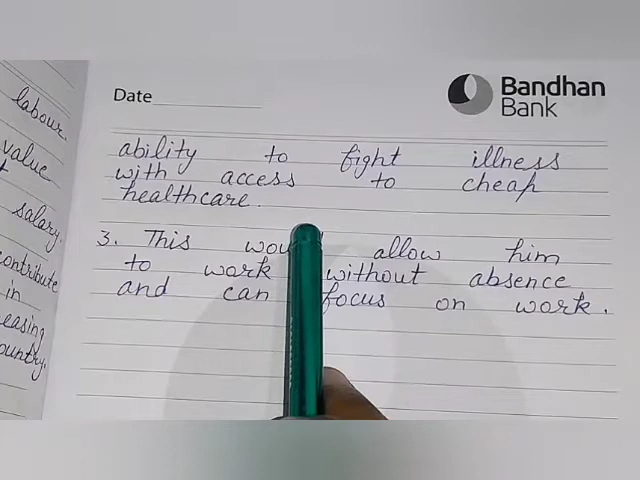 labour.
value
salary.
contribute
in
easing
ountry.
Date
Bandhan
Bank
ability to fight illness
with access to cheap
healthcare.
3. This wou allow him
to work without absence
and can focus on work.